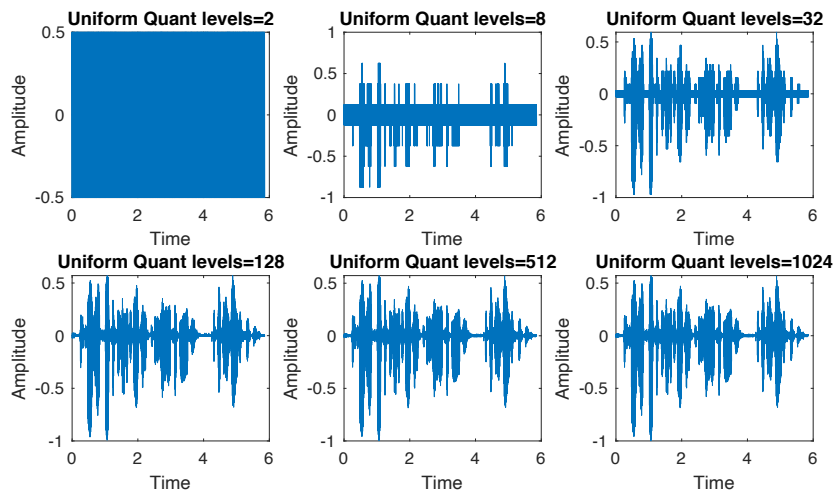 Uniform Quant levels=2
0.5
0
-0.5
0
2
4
6
Amplitude
Time
Uniform Quant levels=8
1
0.5
0
-0.5
-1
0
2
4
6
Amplitude
Time
Uniform Quant levels=32
0.5
0
-0.5
-1
0
2
4
6
Amplitude
Time
Uniform Quant levels=128
0.5
0
-0.5
-1
0
2
4
6
Amplitude
Time
Uniform Quant levels=512
0.5
0
-0.5
-1
0
2
4
6
Amplitude
Time
Uniform Quant levels=1024
0.5
0
-0.5
-1
0
2
4
6
Amplitude
Time